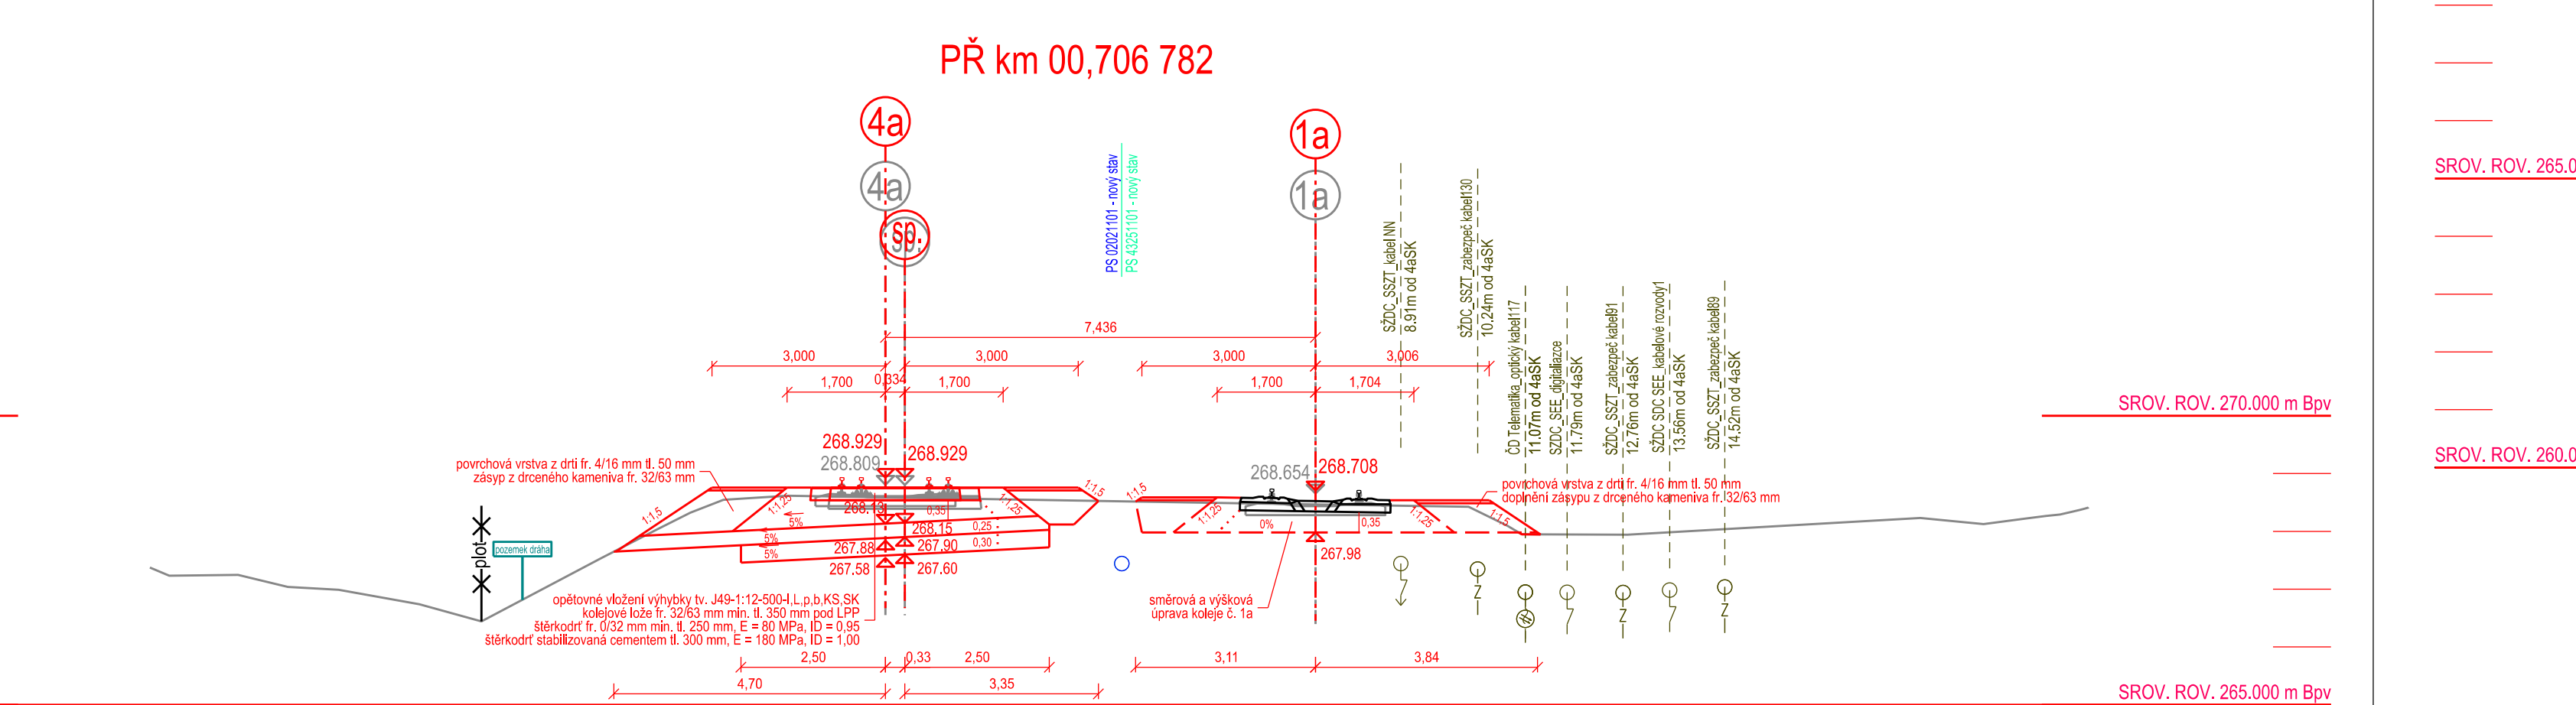 PŘ km 00,706 782
4a
4a
sp.
1a
1a
PS 02021101 - nový stav
PS 43251101 - nový stav
SŽDC_SSZT_kabel NN
8.91m od 4aSK
SŽDC_SSZT_zabezpeč kabel130
10.24m od 4aSK
ČD Telematika_optický kabel117
11.07m od 4aSK
SŽDC_SEE_digitaliazce
11.79m od 4aSK
SŽDC_SSZT_zabezpeč kabel91
12.76m od 4aSK
SŽDC SDC SEE_kabelové rozvody1
13.56m od 4aSK
SŽDC_SSZT_zabezpeč kabel89
14.52m od 4aSK
7,436
3,000
3,000
3,000
3,006
1,700
0,334
1,700
1,700
1,704
SROV. ROV. 265.0
SROV. ROV. 270.000 m Bpv
SROV. ROV. 260.0
268.929
268.929
268.809
268.654
268.708
povrchová vrstva z drti fr. 4/16 mm tl. 50 mm
zásyp z drceného kameniva fr. 32/63 mm
povrchová vrstva z drti fr. 4/16 mm tl. 50 mm
doplnění zásypu z drceného kameniva fr. 32/63 mm
1:1,5
1:1,25
1:1,25
1:1,5
1:1,5
1:1,25
1:1,25
1:1,5
268.13
0,35
5%
268.15
0,25
0%
0,35
5%
267.88
267.90
0,30
5%
267.58
267.60
267.98
plot
pozemek dráha
opětovné vložení výhybky tv. J49-1:12-500-I,L,p,b,KS,SK
kolejové lože fr. 32/63 mm min. tl. 350 mm pod LPP
štěrkodrť fr. 0/32 mm min. tl. 250 mm, E = 80 MPa, ID = 0,95
štěrkodrť stabilizovaná cementem tl. 300 mm, E = 180 MPa, ID = 1,00
směrová a výšková
úprava koleje č. 1a
Z
Z
Z
2,50
0,33
2,50
3,11
3,84
4,70
3,35
SROV. ROV. 265.000 m Bpv